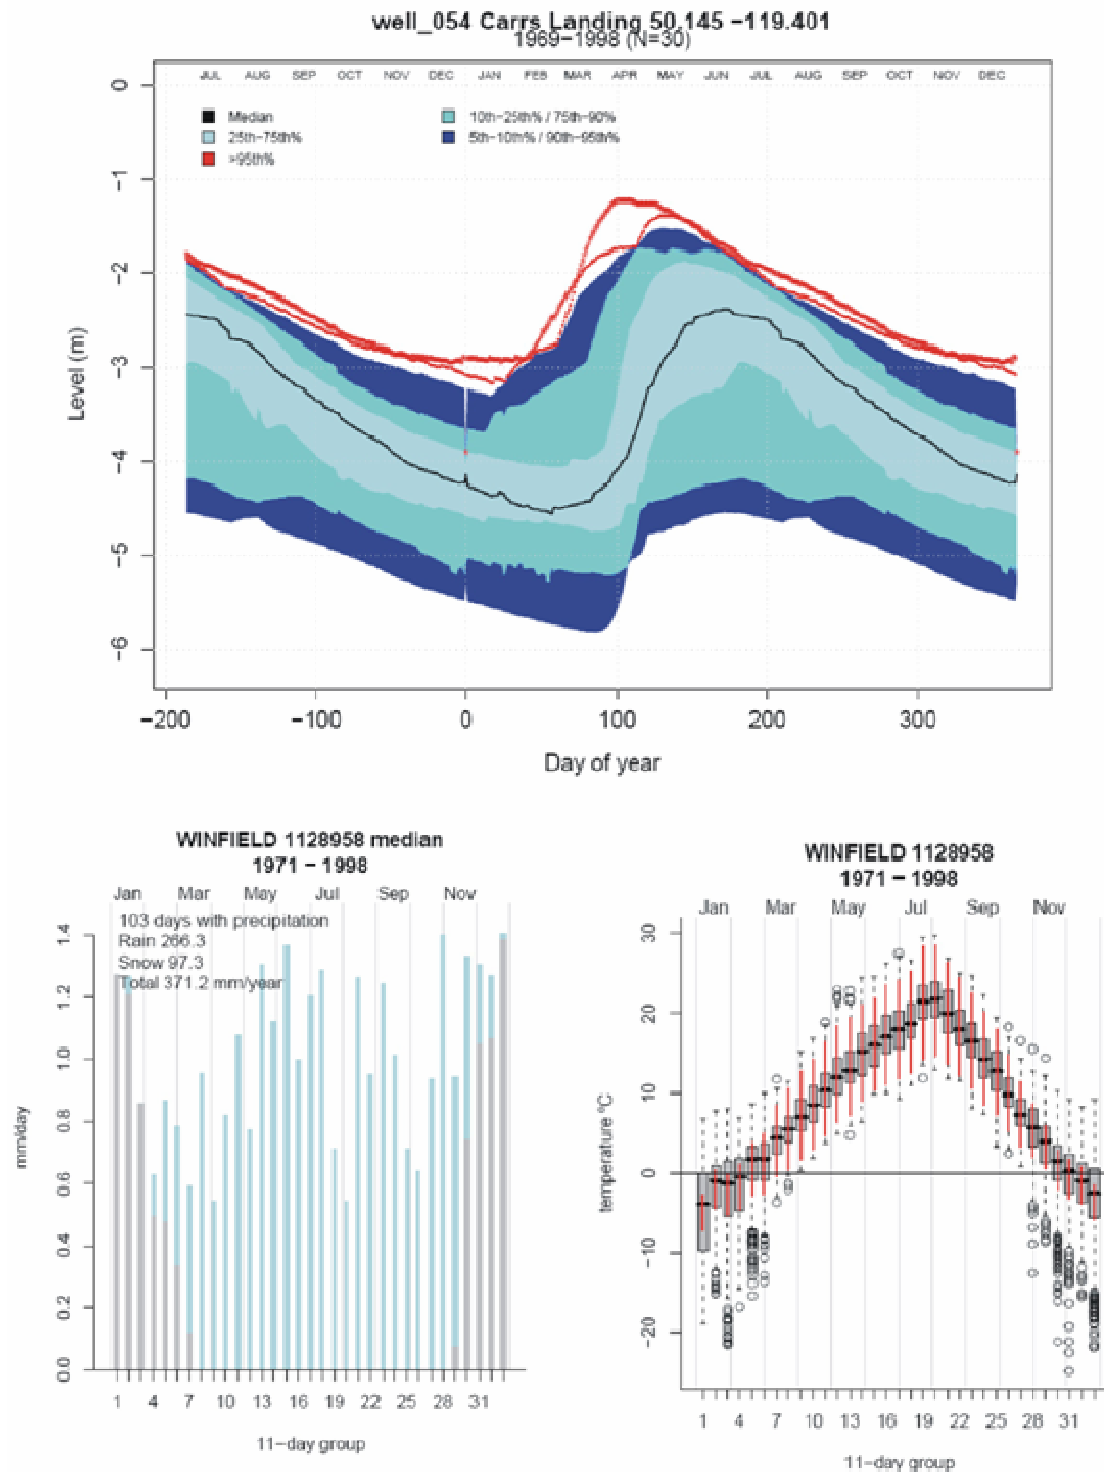 well_054 Carrs Landing 50.145 −119.401
1969−1998 (N=30)
JUL AUG SEP OCT NOV DEC JAN FEB MAR APR MAY JUN JUL AUG SEP OCT NOV DEC
Median
25th−75th%
>95th%
10th−25th% / 75th−90%
5th−10th% / 90th−95th%
0
−1
−2
−3
−4
−5
−6
Level (m)
−200 −100 0 100 200 300
Day of year
WINFIELD 1128958 median
1971 − 1998
Jan Mar May Jul Sep Nov
103 days with precipitation
Rain 266.3
Snow 97.3
Total 371.2 mm/year
1.4
1.2
1.0
0.8
0.6
0.4
0.2
0.0
mm/day
1 4 7 10 13 16 19 22 25 28 31
11−day group
WINFIELD 1128958
1971 − 1998
Jan Mar May Jul Sep Nov
30
20
10
0
−10
−20
temperature ºC
1 4 7 10 13 16 19 22 25 28 31
11−day group